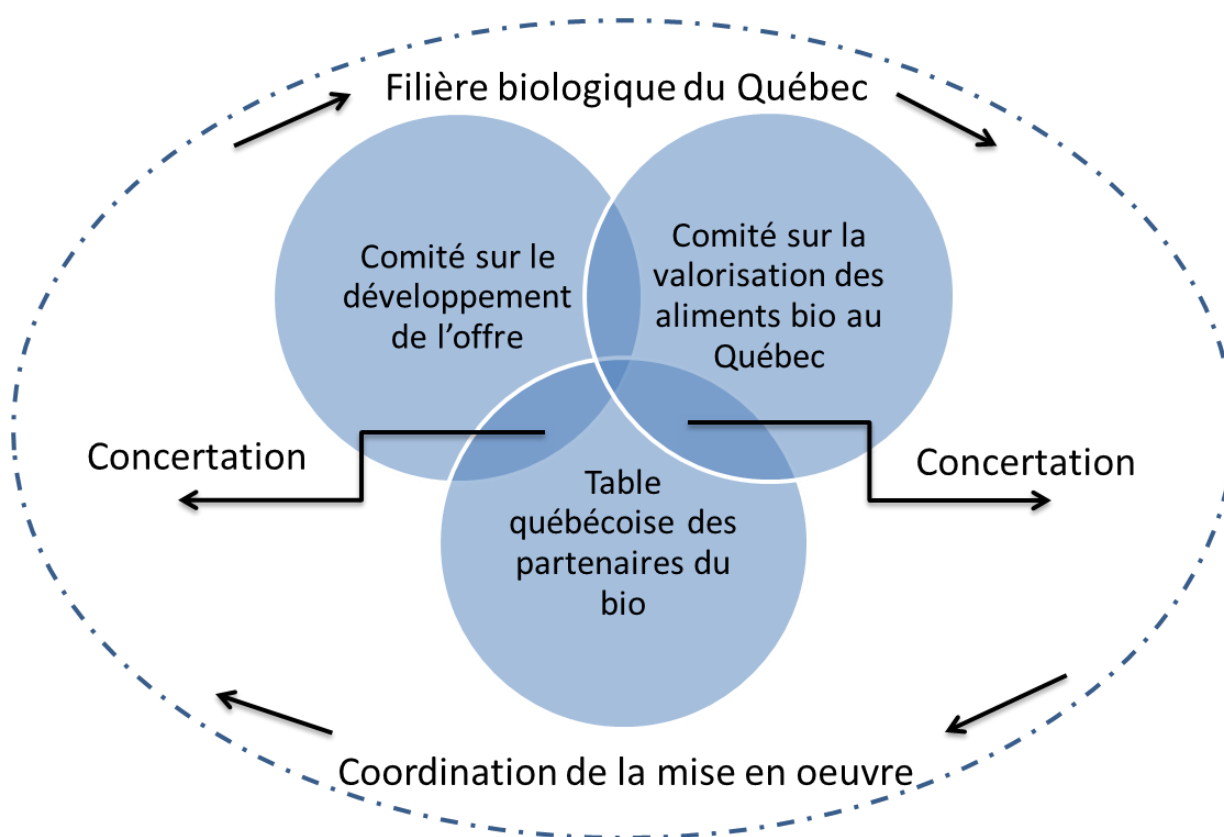 Filière biologique du Québec
Comité sur le
développement
de l’offre
Comité sur la
valorisation des
aliments bio au
Québec
Concertation
Concertation
Table
québécoise des
partenaires du
bio
Coordination de la mise en oeuvre